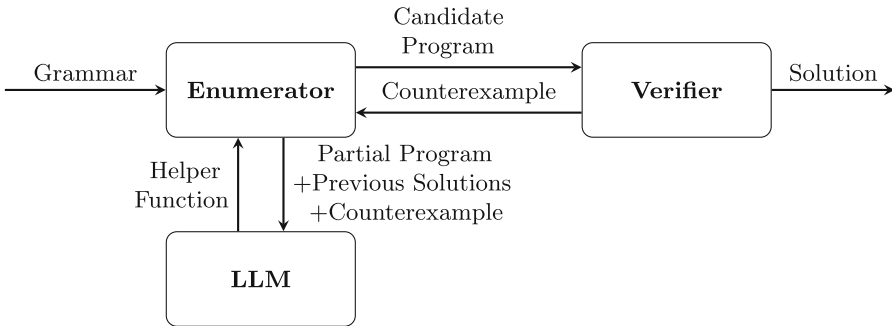 Candidate
Program
Grammar
Enumerator
Counterexample
Verifier
Solution
Helper
Function
Partial Program
+Previous Solutions
+Counterexample
LLM